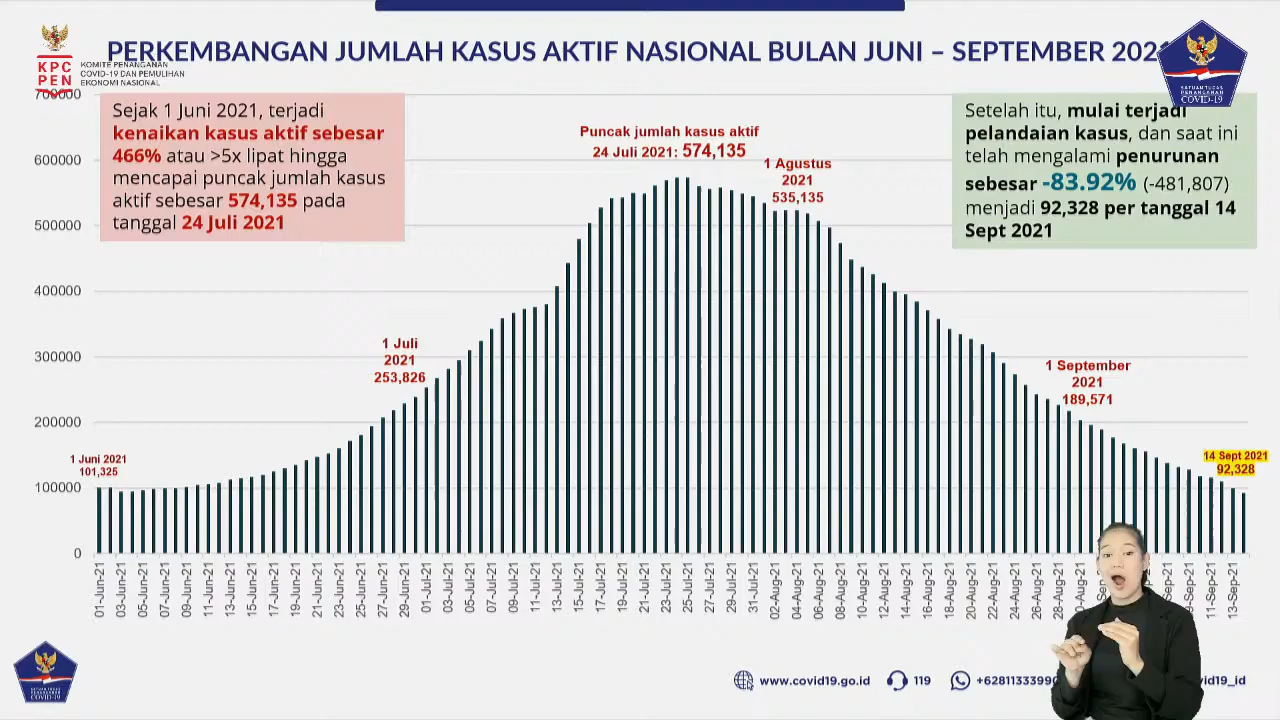 PERKEMBANGAN JUMLAH KASUS AKTIF NASIONAL BULAN JUNI – SEPTEMBER
KPC
PEN
KOMITE PENANGANAN
COVID-19 DAN PEMULIHAN
EKONOMI NASIONAL
SATUAN TUGAS
PENANGANAN
COVID-19
Sejak 1 Juni 2021, terjadi
kenaikan kasus aktif sebesar
466% atau >5x lipat hingga
mencapai puncak jumlah kasus
aktif sebesar 574,135 pada
tanggal 24 Juli 2021
Puncak jumlah kasus aktif
24 Juli 2021: 574,135
1 Agustus
2021
535,135
Setelah itu, mulai terjadi
pelandaian kasus, dan saat ini
telah mengalami penurunan
sebesar -83.92% (-481,807)
menjadi 92,328 per tanggal 14
Sept 2021
700000
600000
500000
400000
300000
200000
100000
0
1 Juni 2021
101,325
1 Juli
2021
253,826
1 September
2021
189,571
14 Sept 2021
92,328
01-Jun-21
03-Jun-21
05-Jun-21
07-Jun-21
09-Jun-21
11-Jun-21
13-Jun-21
15-Jun-21
17-Jun-21
19-Jun-21
21-Jun-21
23-Jun-21
25-Jun-21
27-Jun-21
29-Jun-21
01-Jul-21
03-Jul-21
05-Jul-21
07-Jul-21
09-Jul-21
11-Jul-21
13-Jul-21
15-Jul-21
17-Jul-21
19-Jul-21
21-Jul-21
23-Jul-21
25-Jul-21
27-Jul-21
29-Jul-21
31-Jul-21
02-Aug-21
04-Aug-21
06-Aug-21
08-Aug-21
10-Aug-21
12-Aug-21
14-Aug-21
16-Aug-21
18-Aug-21
20-Aug-21
22-Aug-21
24-Aug-21
26-Aug-21
28-Aug-21
11-Sep-21
13-Sep-21
SATUAN TUGAS
PENANGANAN
COVID-19
www.covid19.go.id
119